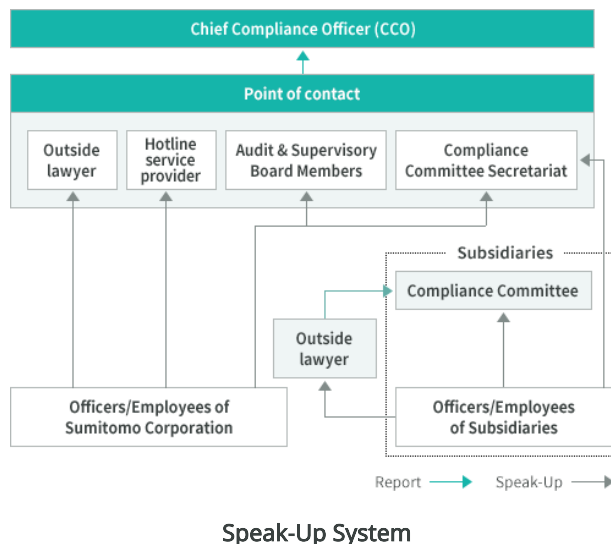 Chief Compliance Officer (CCO)
Point of contact
Outside
lawyer
Hotline
service
provider
Audit & Supervisory
Board Members
Compliance
Committee Secretariat
Subsidiaries
Compliance Committee
Outside
lawyer
Officers/Employees of
Sumitomo Corporation
Officers/Employees
of Subsidiaries
Report
Speak-Up
Speak-Up System